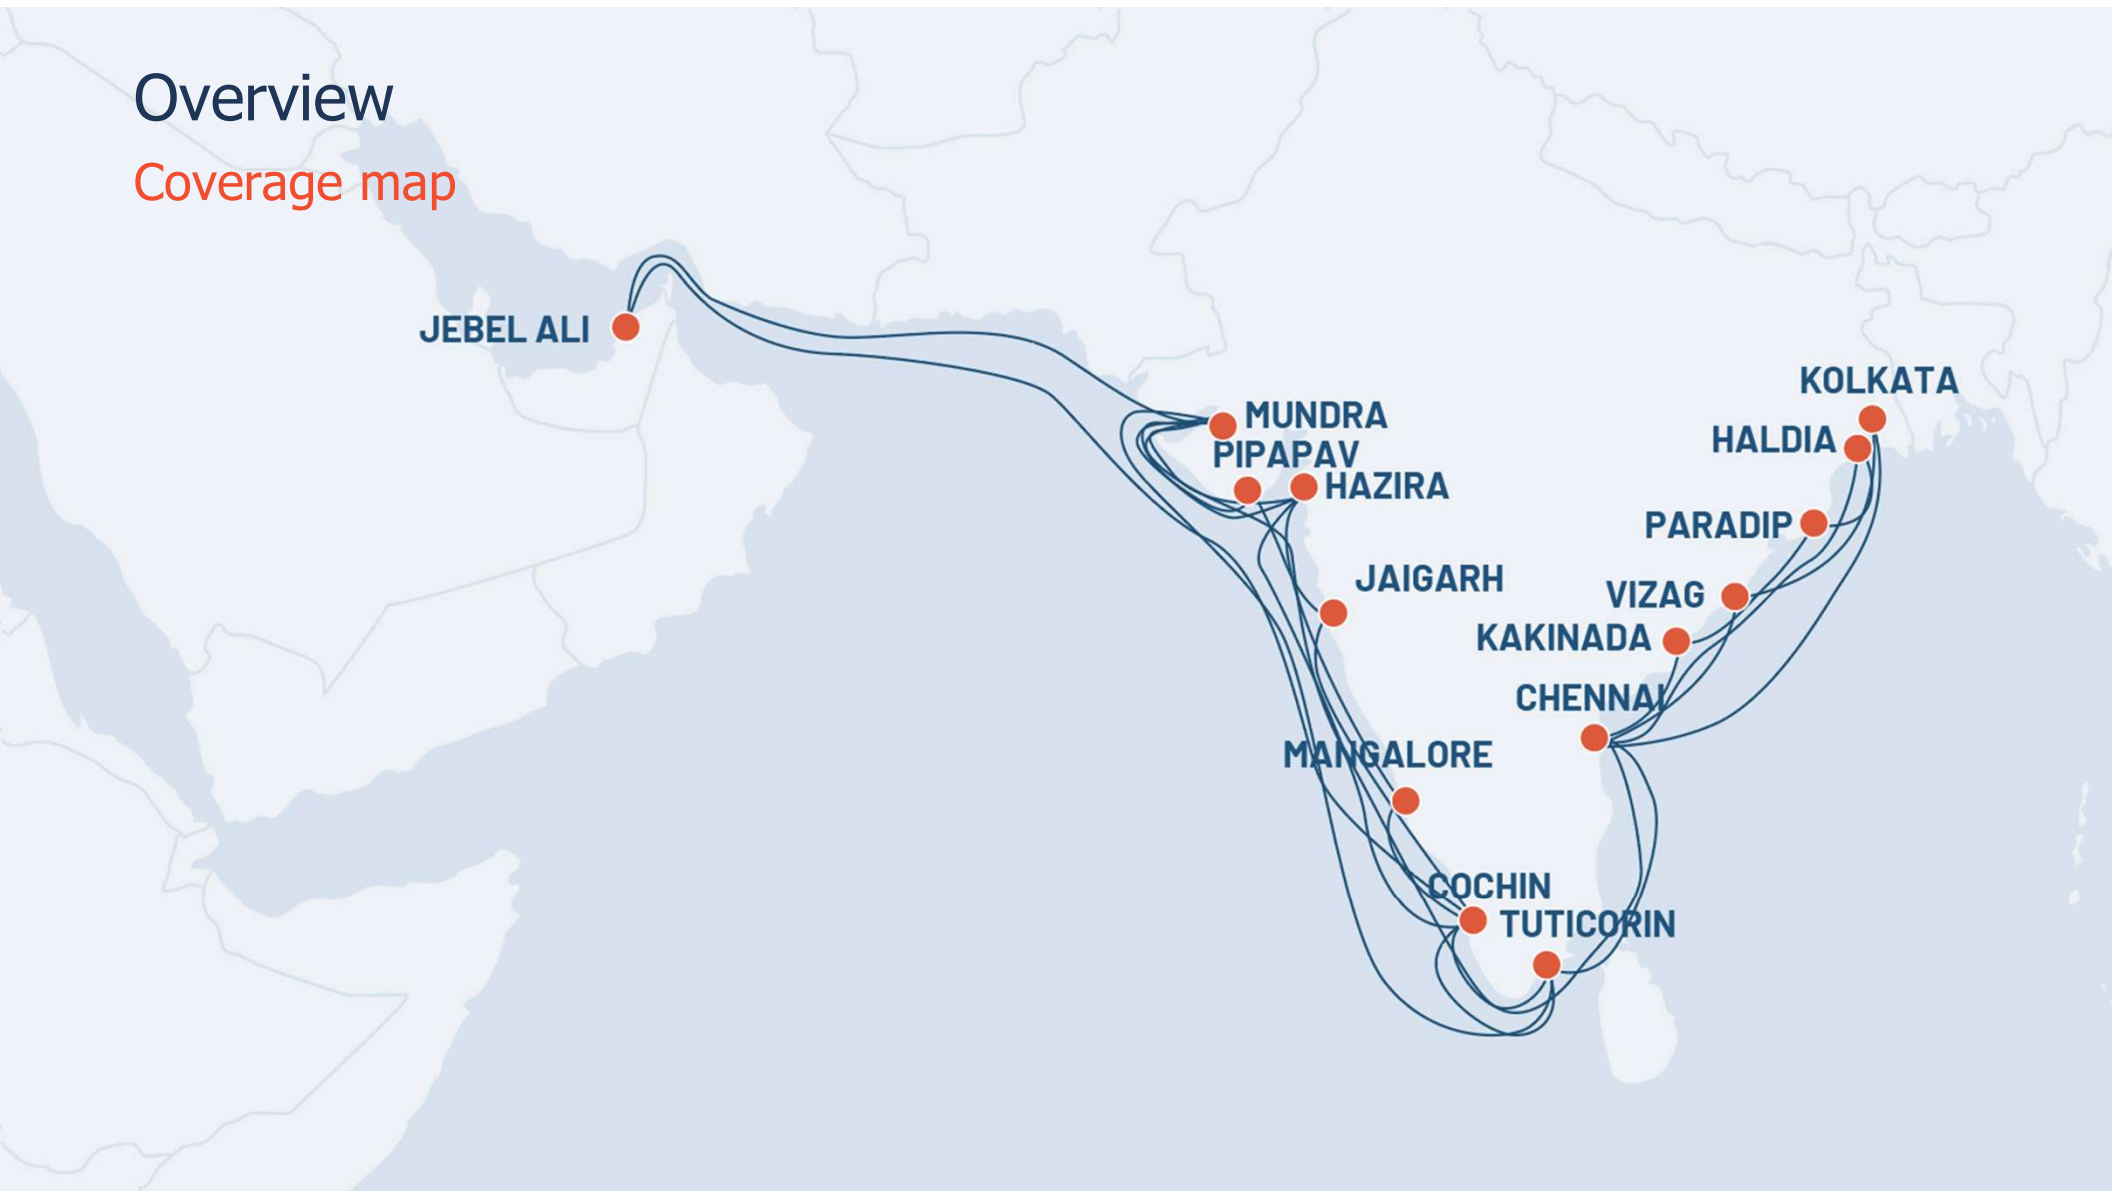 Overview
Coverage map
JEBEL ALI
KOLKATA
MUNDRA
HALDIA
PIPAPAV
HAZIRA
PARADIP
JAIGARH
VIZAG
KAKINADA
CHENNAI
MANGALORE
COCHIN
TUTICORIN